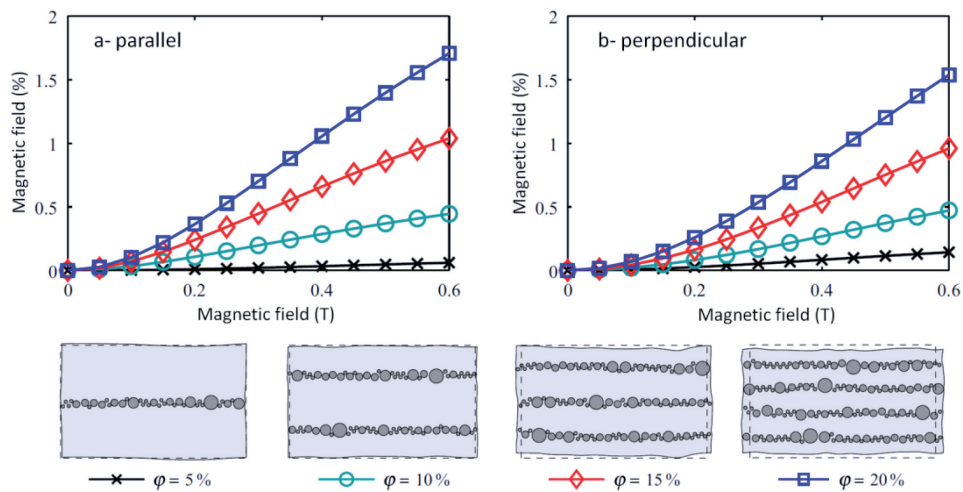 a- parallel
Magnetic field (%)
2
1.5
1
0.5
0
0 0.2 0.4 0.6
Magnetic field (T)
b- perpendicular
Magnetic field (%)
2
1.5
1
0.5
0
0 0.2 0.4 0.6
Magnetic field (T)
φ = 5 % φ = 10 % φ = 15 % φ = 20 %